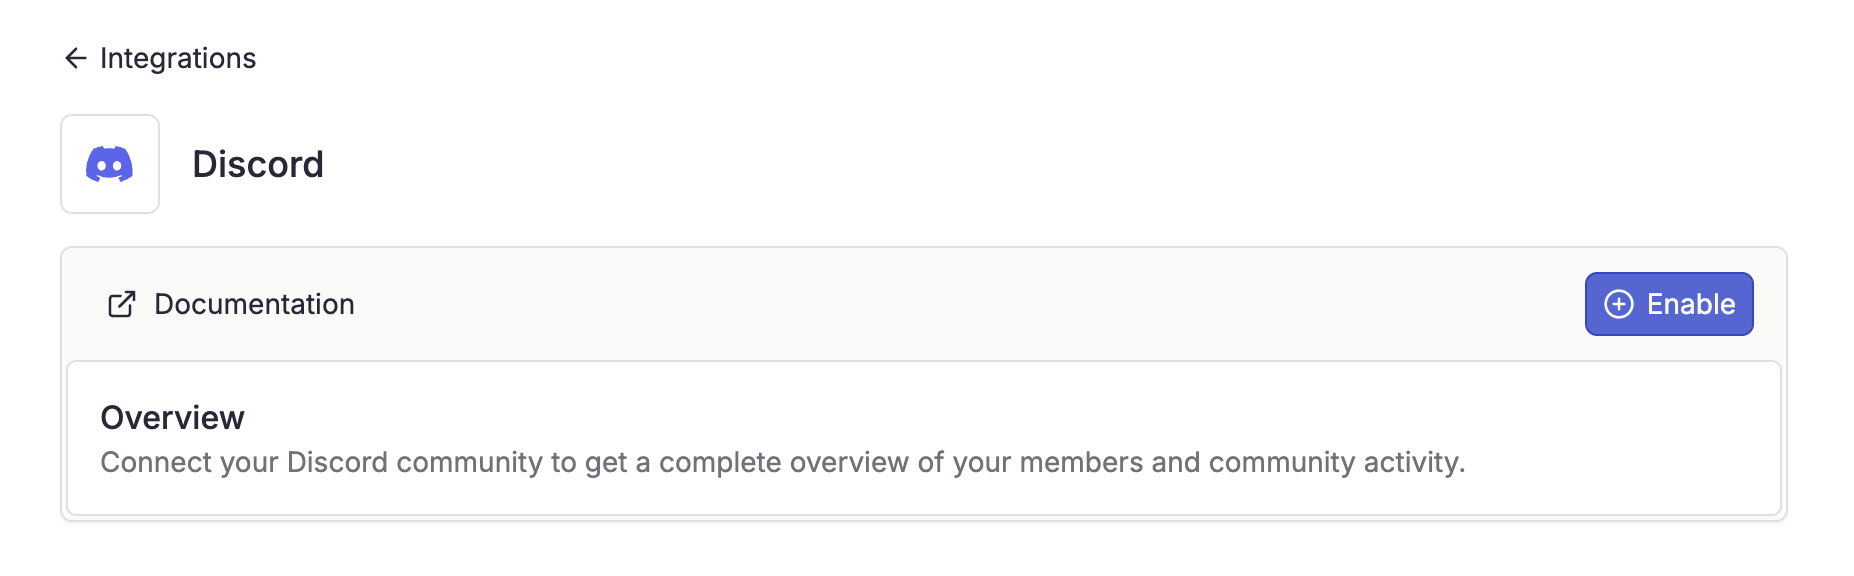 Integrations
Discord
Documentation
Enable
Overview
Connect your Discord community to get a complete overview of your members and community activity.